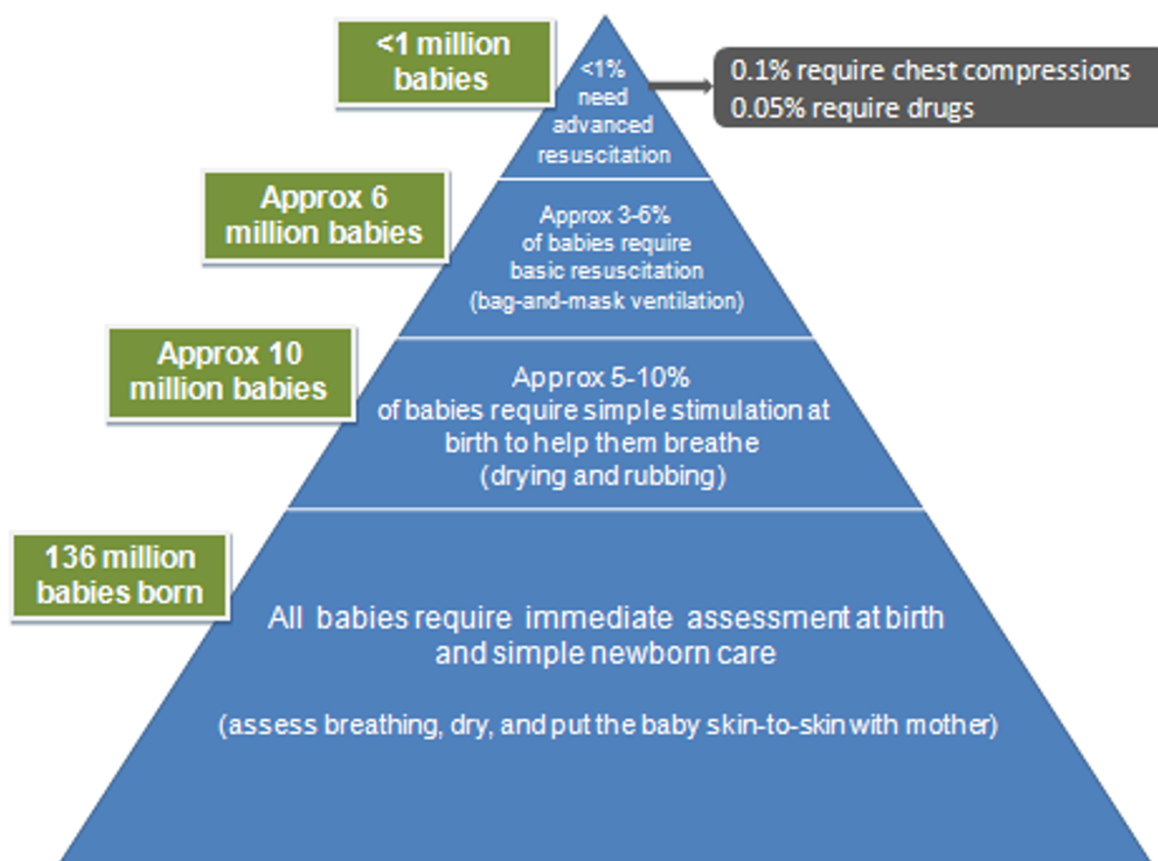 <1 million
babies
<1%
need
advanced
resuscitation
0.1% require chest compressions
0.05% require drugs
Approx 6
million babies
Approx 3-6%
of babies require
basic resuscitation
(bag-and-mask ventilation)
Approx 10
million babies
Approx 5-10%
of babies require simple stimulation at
birth to help them breathe
(drying and rubbing)
136 million
babies born
All babies require immediate assessment at birth
and simple newborn care
(assess breathing, dry, and put the baby skin-to-skin with mother)